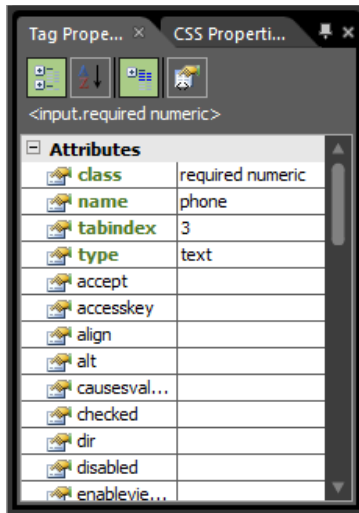 Tag Prope... × CSS Properti...
<input.required numeric>
Attributes
class required numeric
name phone
tabindex 3
type text
accept
accesskey
align
alt
causesval...
checked
dir
disabled
enablevie...